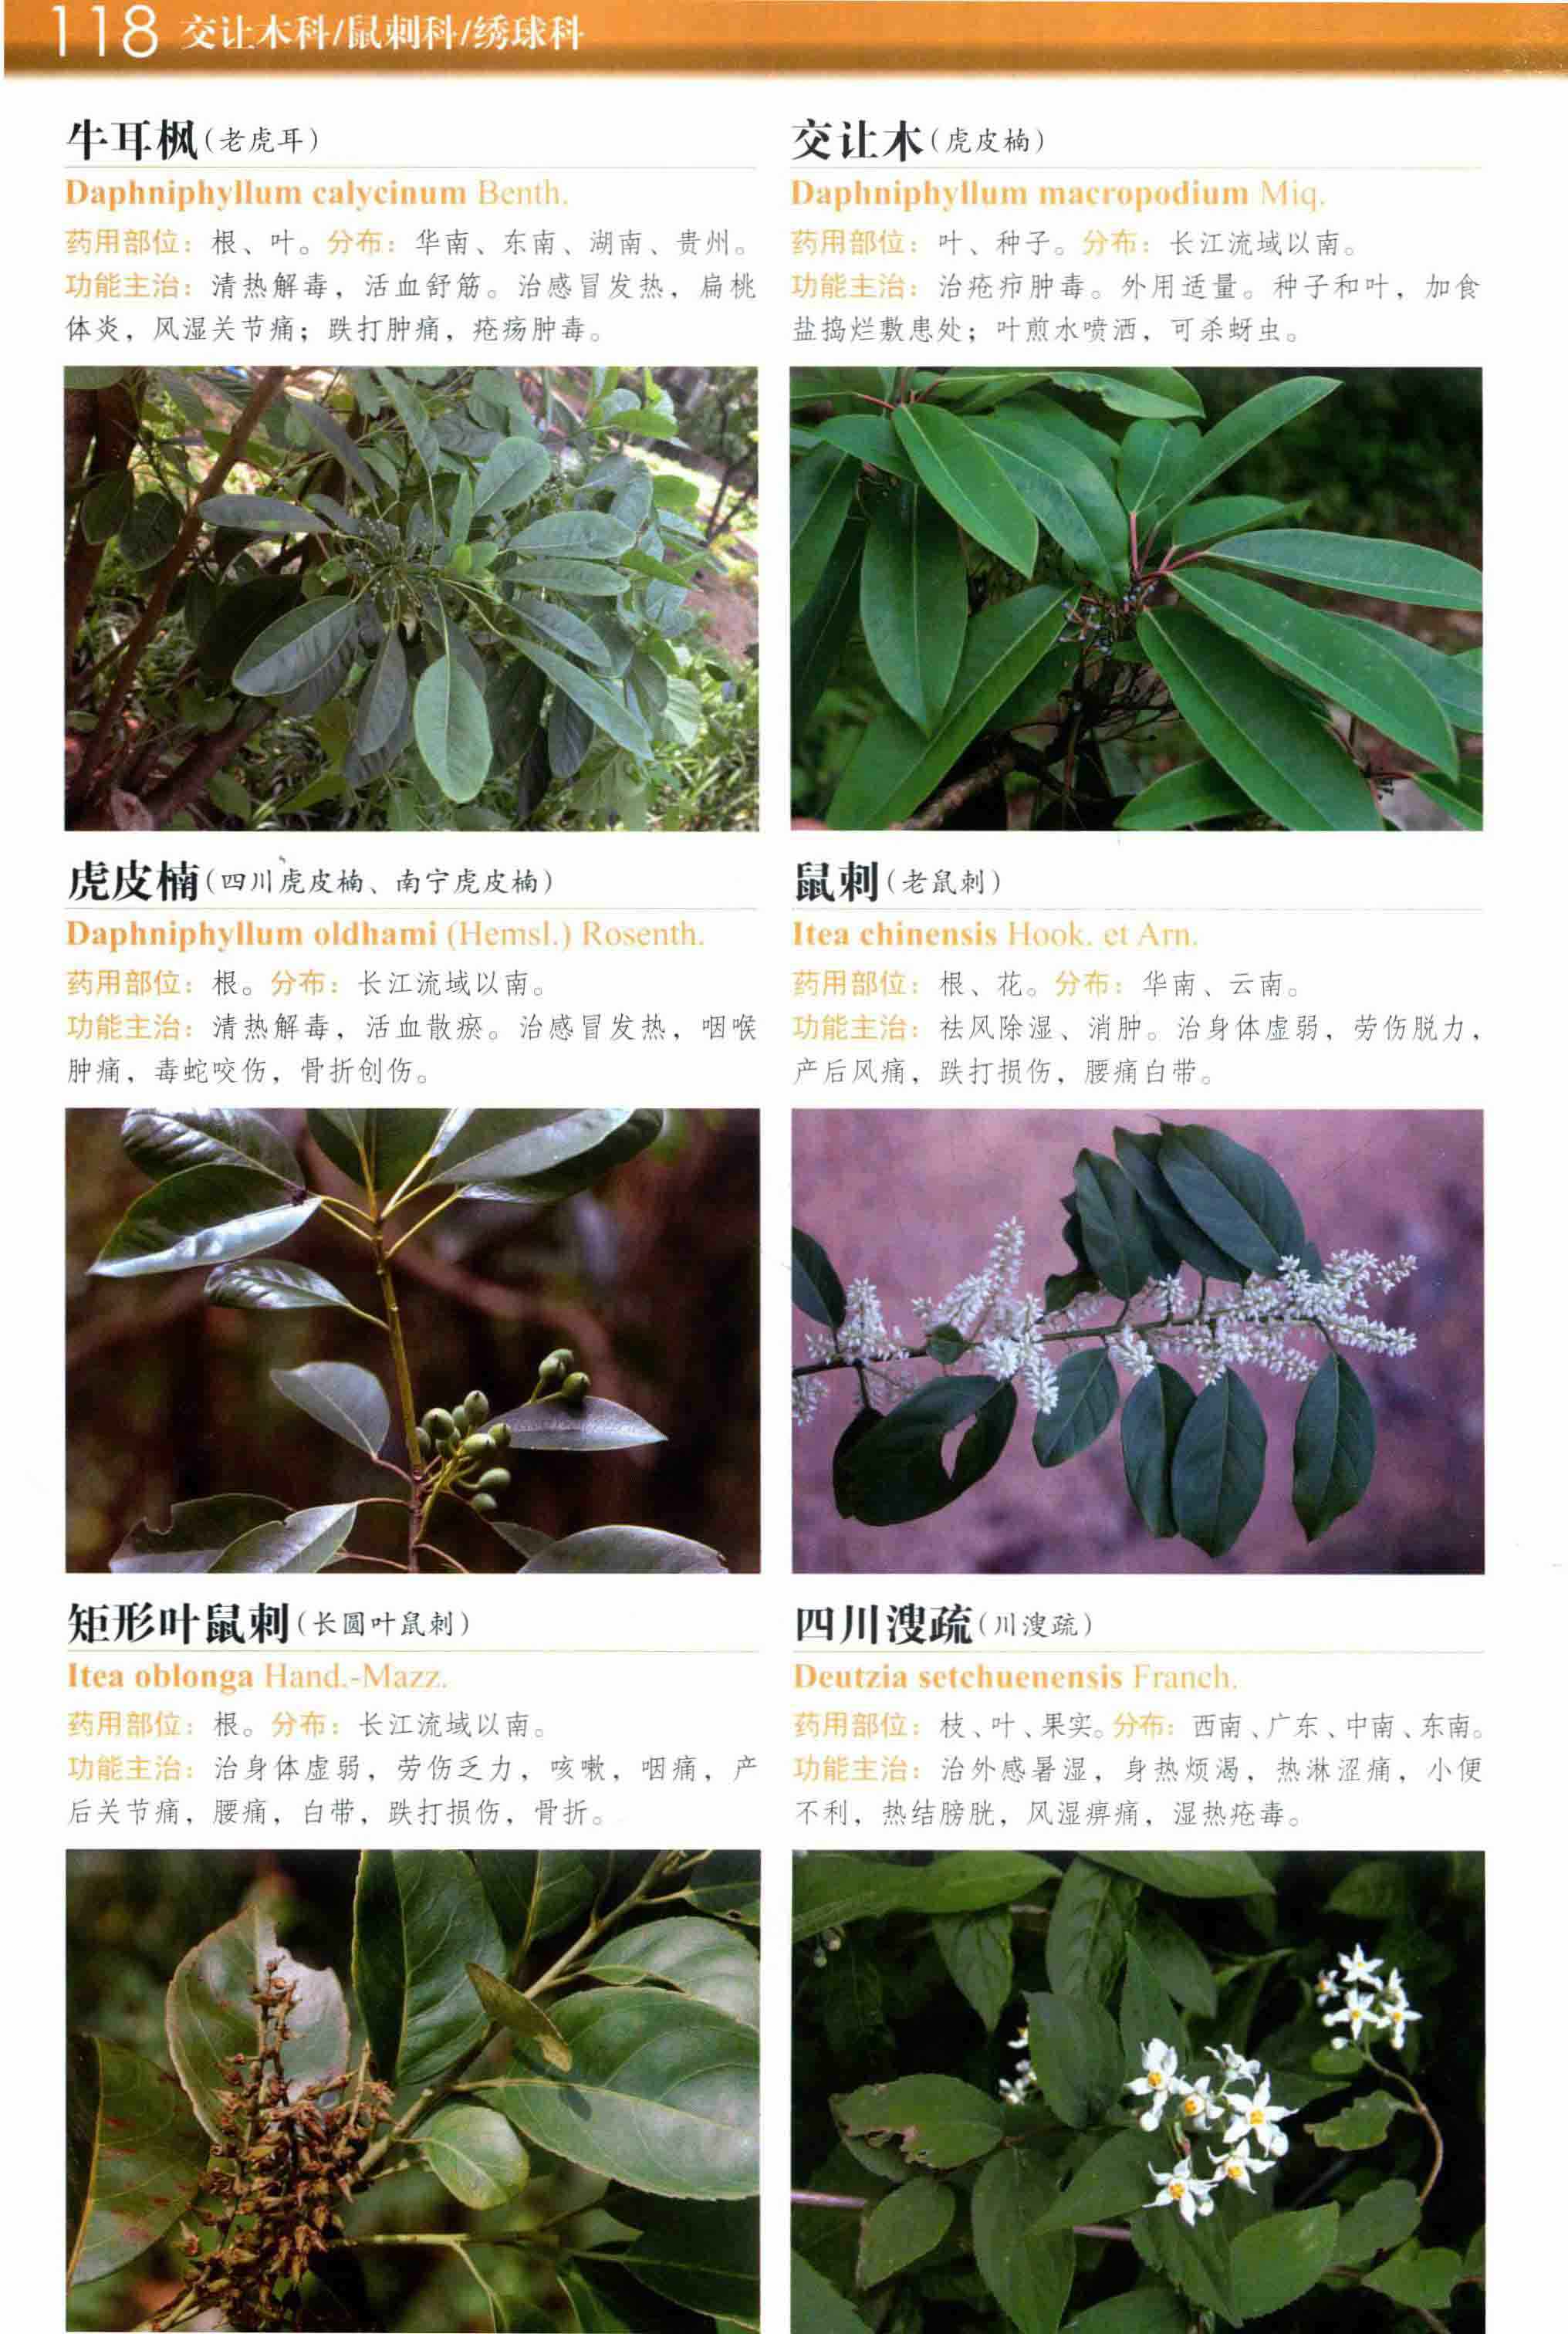 118 交让木科/鼠刺科/绣球科
牛耳枫(老虎耳)
Daphniphyllum calycinum Benth.
药用部位：根、叶。分布：华南、东南、湖南、贵州。
功能主治：清热解毒，活血舒筋。治感冒发热，扁桃
体炎，风湿关节痛；跌打肿痛，疮疡肿毒。
交让木(虎皮楠)
Daphniphyllum macropodium Miq.
药用部位：叶、种子。分布：长江流域以南。
功能主治：治疮疖肿毒。外用适量。种子和叶，加食
盐捣烂敷患处；叶煎水喷洒，可杀蚜虫。
虎皮楠(四川虎皮楠、南宁虎皮楠)
Daphniphyllum oldhami (Hemsl.) Rosenth.
药用部位：根。分布：长江流域以南。
功能主治：清热解毒，活血散瘀。治感冒发热，咽喉
肿痛，毒蛇咬伤，骨折创伤。
鼠刺(老鼠刺)
Itea chinensis Hook. et Arn.
药用部位：根、花。分布：华南、云南。
功能主治：祛风除湿、消肿。治身体虚弱，劳伤脱力，
产后风痛，跌打损伤，腰痛白带。
矩形叶鼠刺(长圆叶鼠刺)
Itea oblonga Hand.-Mazz.
药用部位：根。分布：长江流域以南。
功能主治：治身体虚弱，劳伤乏力，咳嗽，咽痛，产
后关节痛，腰痛，白带，跌打损伤，骨折。
四川溲疏(川溲疏)
Deutzia setchuenensis Franch.
药用部位：枝、叶、果实。分布：西南、广东、中南、东南。
功能主治：治外感暑湿，身热烦渴，热淋涩痛，小便
不利，热结膀胱，风湿痹痛，湿热疮毒。